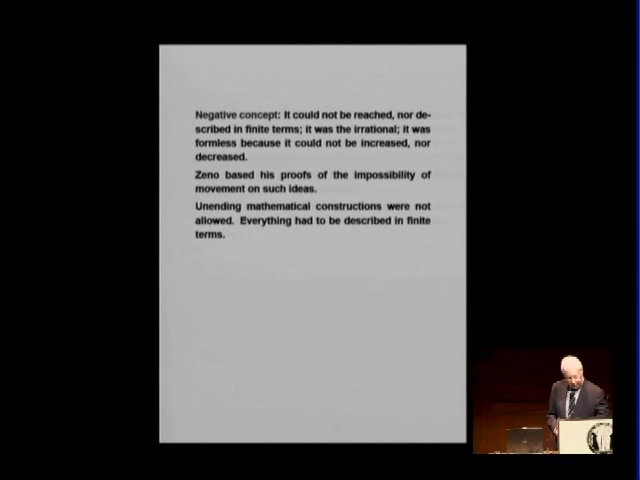 Negative concept: It could not be reached, nor de-
scribed in finite terms; it was the irrational; it was
formless because it could not be increased, nor
decreased.
Zeno based his proofs of the impossibility of
movement on such ideas.
Unending mathematical constructions were not
allowed. Everything had to be described in finite
terms.